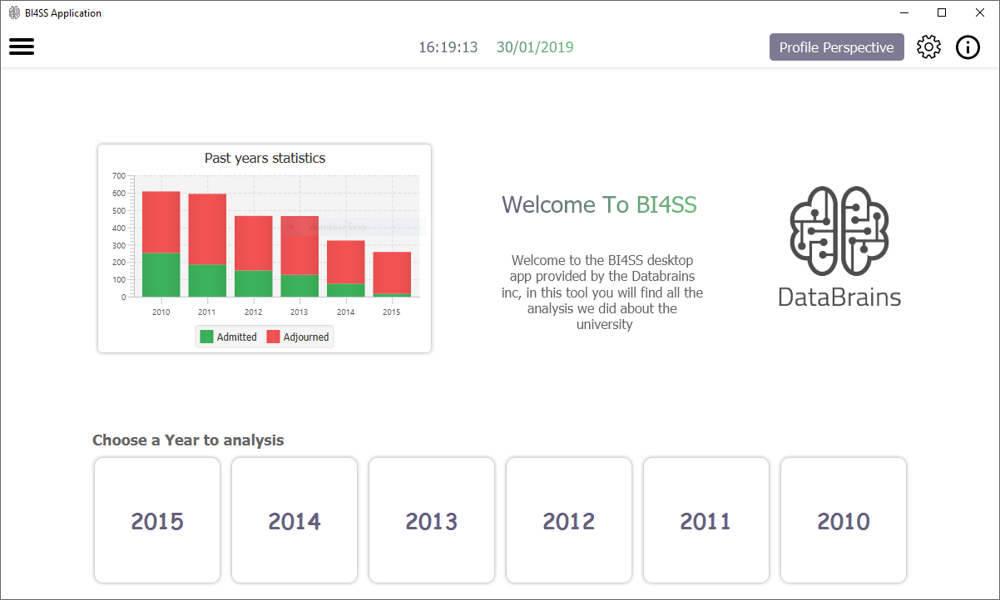 BI4SS Application
16:19:13 30/01/2019
Profile Perspective
Past years statistics
700
600
500
400
300
200
100
0
2010 2011 2012 2013 2014 2015
Window Snip
Admitted Adjourned
Welcome To BI4SS
Welcome to the BI4SS desktop
app provided by the Databrains
inc, in this tool you will find all the
analysis we did about the
university
DataBrains
Choose a Year to analysis
2015 2014 2013 2012 2011 2010